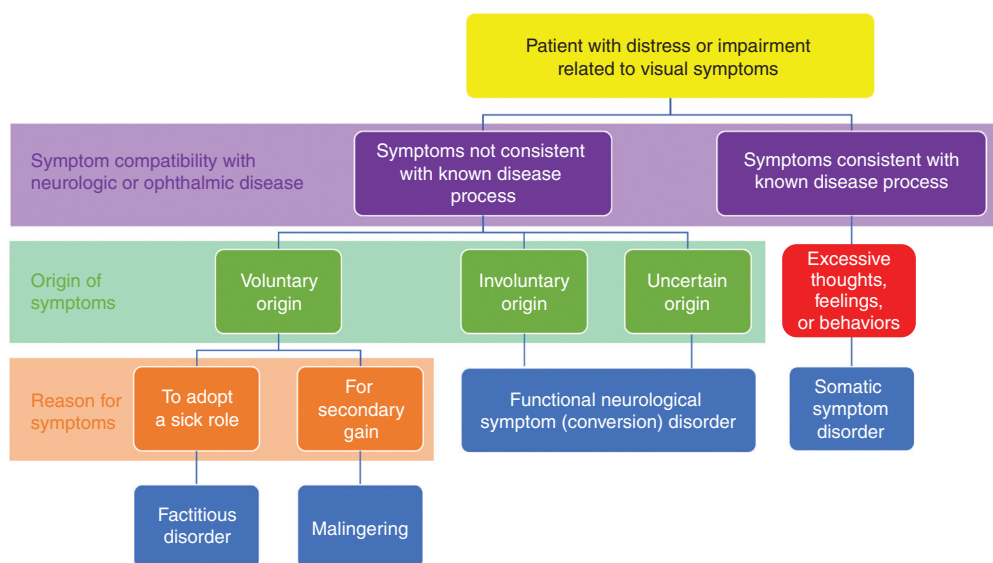 Patient with distress or impairment
related to visual symptoms
Symptom compatibility with
neurologic or ophthalmic disease
Symptoms not consistent
with known disease
process
Symptoms consistent with
known disease process
Origin of
symptoms
Voluntary
origin
Involuntary
origin
Uncertain
origin
Excessive
thoughts,
feelings,
or behaviors
Reason for
symptoms
To adopt
a sick role
For
secondary
gain
Functional neurological
symptom (conversion) disorder
Somatic
symptom
disorder
Factitious
disorder
Malingering